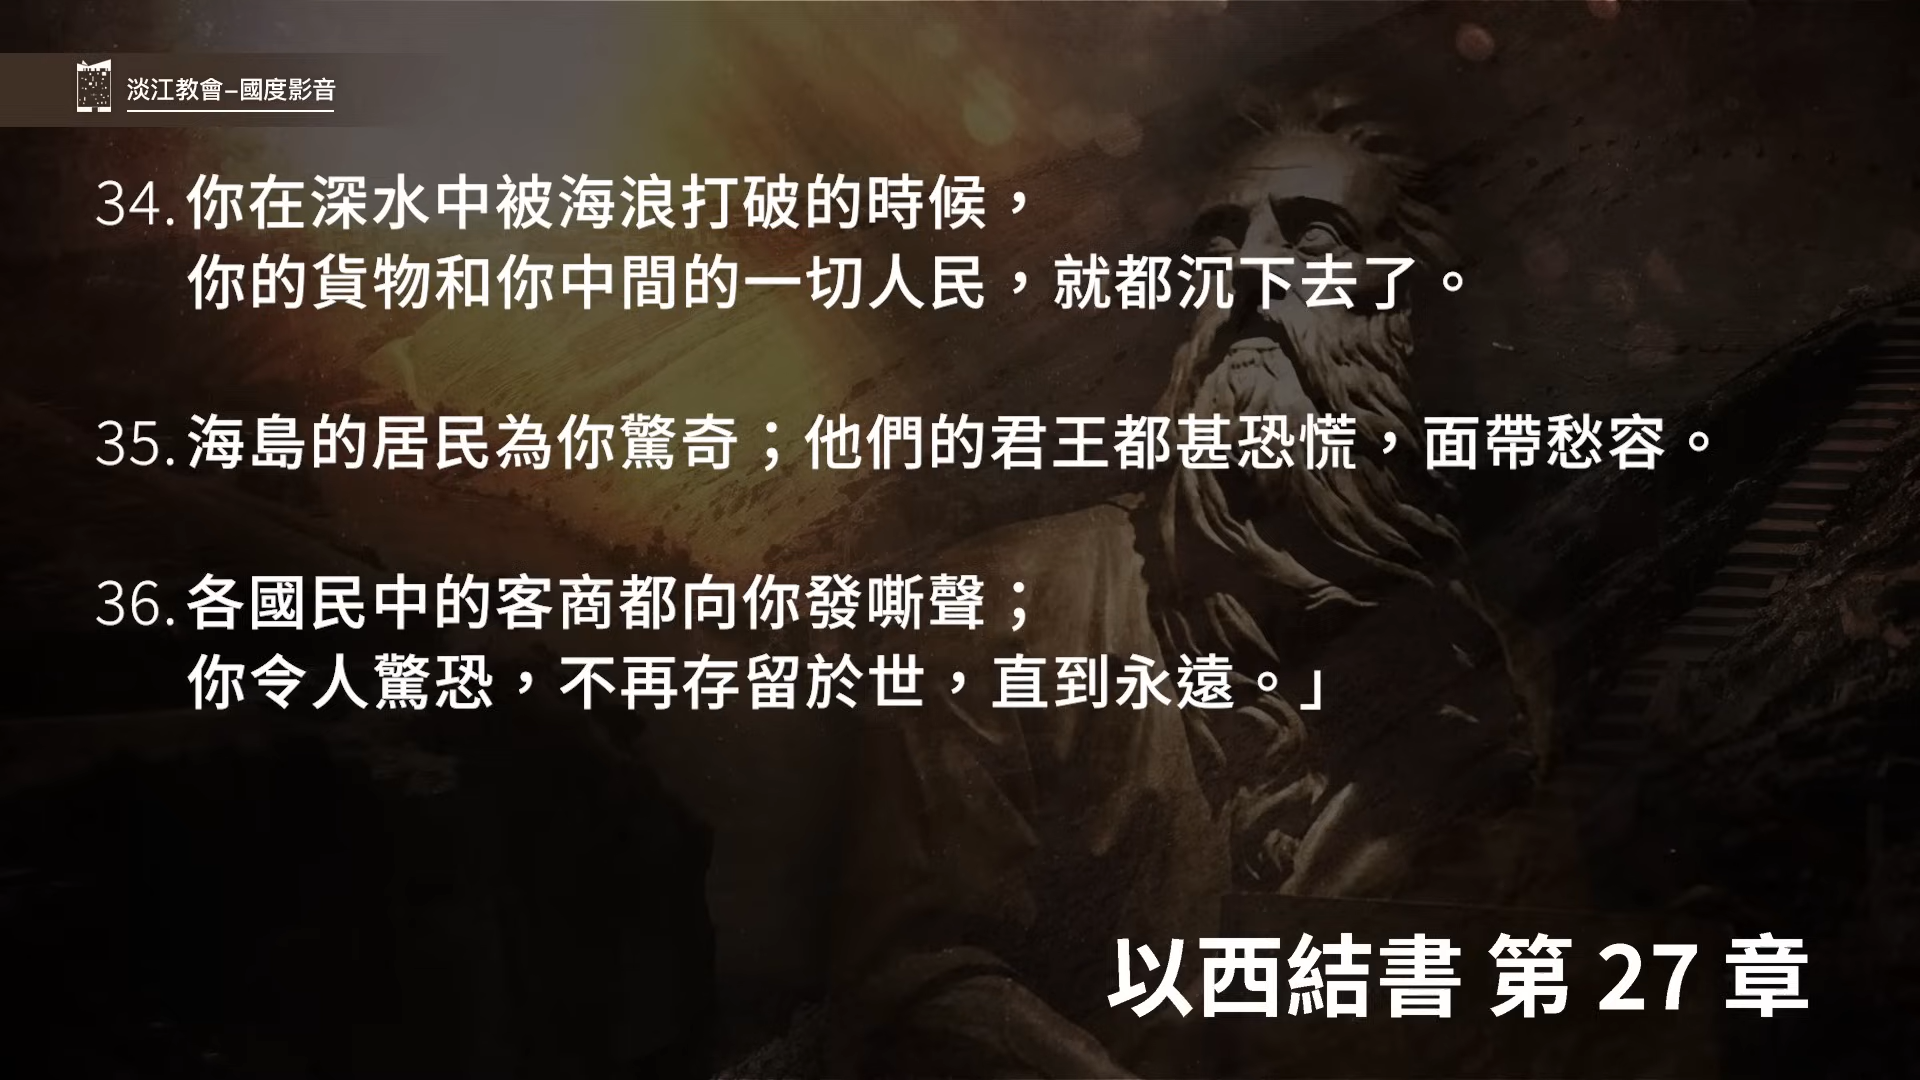 淡江教會–國度影音
34. 你在深水中被海浪打破的時候，
你的貨物和你中間的一切人民，就都沉下去了。
35. 海島的居民為你驚奇；他們的君王都甚恐慌，面帶愁容。
36. 各國民中的客商都向你發嘶聲；
你令人驚恐，不再存留於世，直到永遠。」
以西結書 第 27 章